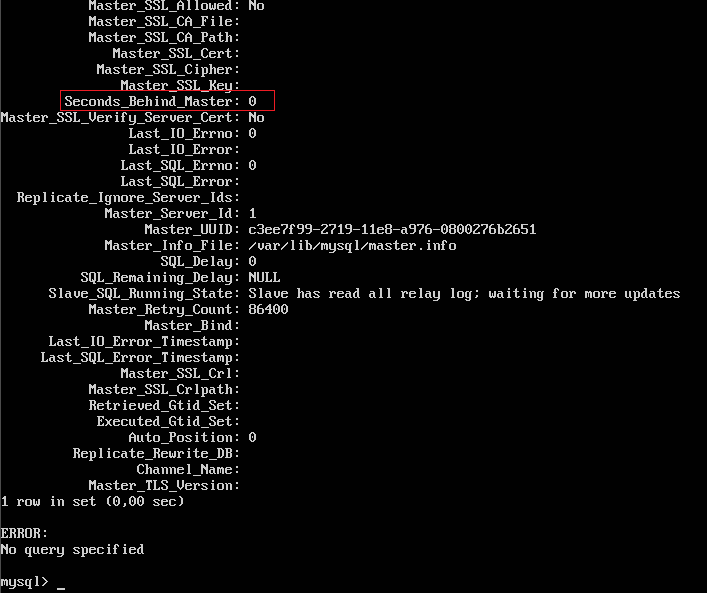 Master_SSL_Allowed: No
Master_SSL_CA_File:
Master_SSL_CA_Path:
Master_SSL_Cert:
Master_SSL_Cipher:
Master_SSL_Key:
Seconds_Behind_Master: 0
Master_SSL_Verify_Server_Cert: No
Last_IO_Errno: 0
Last_IO_Error:
Last_SQL_Errno: 0
Last_SQL_Error:
Replicate_Ignore_Server_Ids:
Master_Server_Id: 1
Master_UUID: c3ee7f99-2719-11e8-a976-0800276b2651
Master_Info_File: /var/lib/mysql/master.info
SQL_Delay: 0
SQL_Remaining_Delay: NULL
Slave_SQL_Running_State: Slave has read all relay log; waiting for more updates
Master_Retry_Count: 86400
Master_Bind:
Last_IO_Error_Timestamp:
Last_SQL_Error_Timestamp:
Master_SSL_Crl:
Master_SSL_Crlpath:
Retrieved_Gtid_Set:
Executed_Gtid_Set:
Auto_Position: 0
Replicate_Rewrite_DB:
Channel_Name:
Master_TLS_Version:
1 row in set (0,00 sec)
ERROR:
No query specified
mysql> _